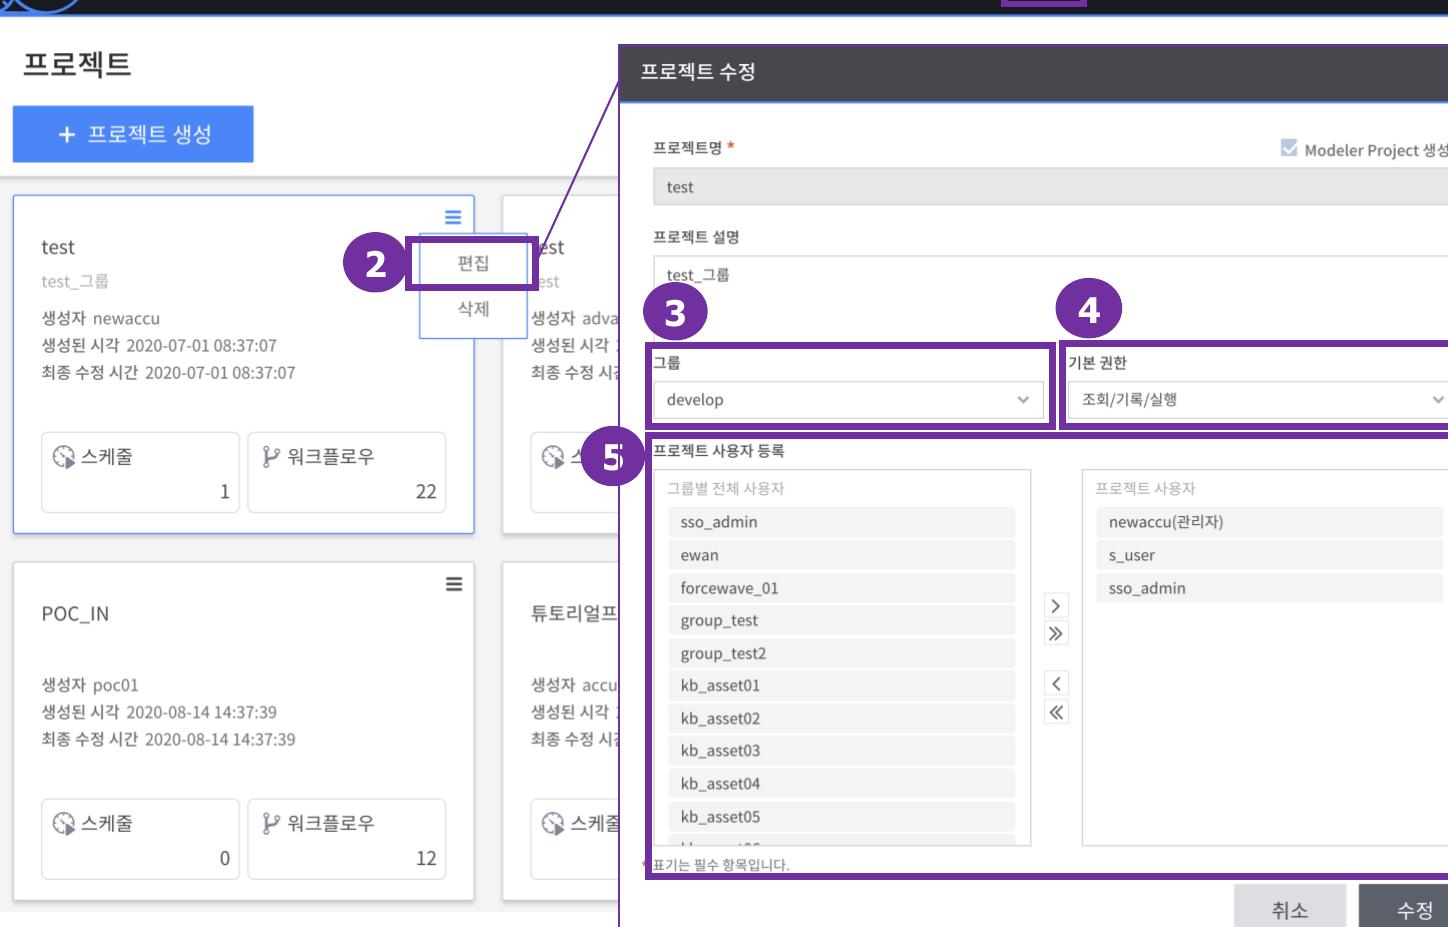 프로젝트
+ 프로젝트 생성
test
test_그룹
생성자 newaccu
생성된 시각 2020-07-01 08:37:07
최종 수정 시간 2020-07-01 08:37:07
스케줄
1
워크플로우
22
2
편집
삭제
est
est
생성자 adva
생성된 시각
최종 수정 시
POC_IN
생성자 poc01
생성된 시각 2020-08-14 14:37:39
최종 수정 시간 2020-08-14 14:37:39
스케줄
0
워크플로우
12
튜토리얼프
생성자 accu
생성된 시각
최종 수정 시
스케줄
프로젝트 수정
프로젝트명 *
Modeler Project 생성
test
프로젝트 설명
test_그룹
3
그룹
develop
4
기본 권한
조회/기록/실행
5
프로젝트 사용자 등록
그룹별 전체 사용자
sso_admin
ewan
forcewave_01
group_test
group_test2
kb_asset01
kb_asset02
kb_asset03
kb_asset04
kb_asset05
프로젝트 사용자
newaccu(관리자)
s_user
sso_admin
* 표기는 필수 항목입니다.
취소
수정